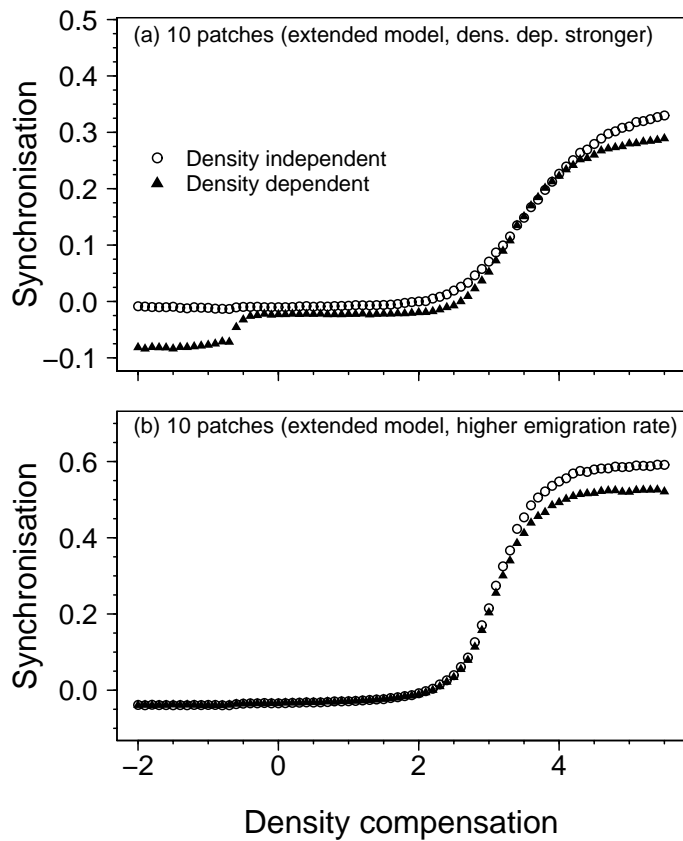 (a) 10 patches (extended model, dens. dep. stronger)
0.5
0.4
0.3
0.2
0.1
0.0
−0.1
Synchronisation
Density independent
Density dependent
(b) 10 patches (extended model, higher emigration rate)
0.6
0.4
0.2
0.0
Synchronisation
−2 0 2 4
Density compensation